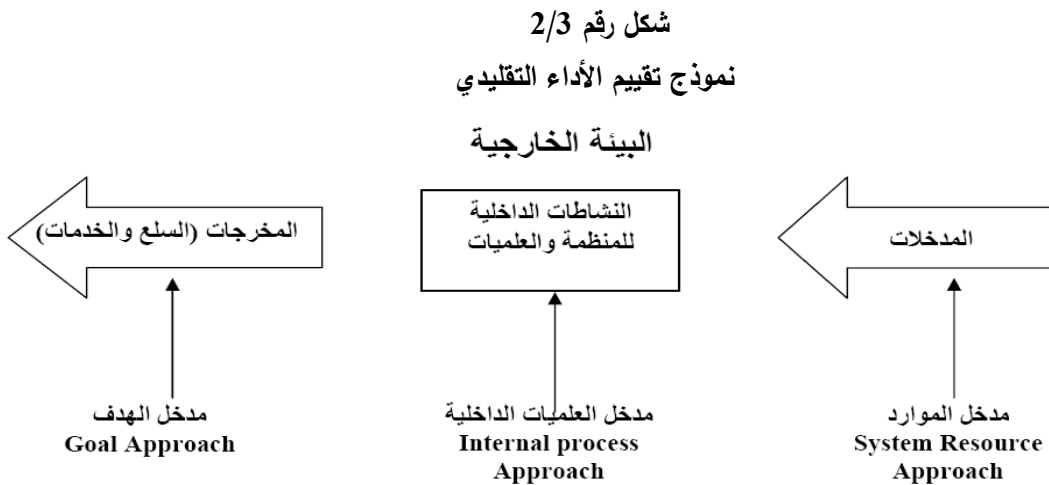 شكل رقم 2/3
نموذج تقييم الأداء التقليدي
البيئة الخارجية
المدخلات
النشاطات الداخلية
للمنظمة والعلميات
المخرجات (السلع والخدمات)
مدخل الموارد
System Resource
Approach
مدخل العلميات الداخلية
Internal process
Approach
مدخل الهدف
Goal Approach